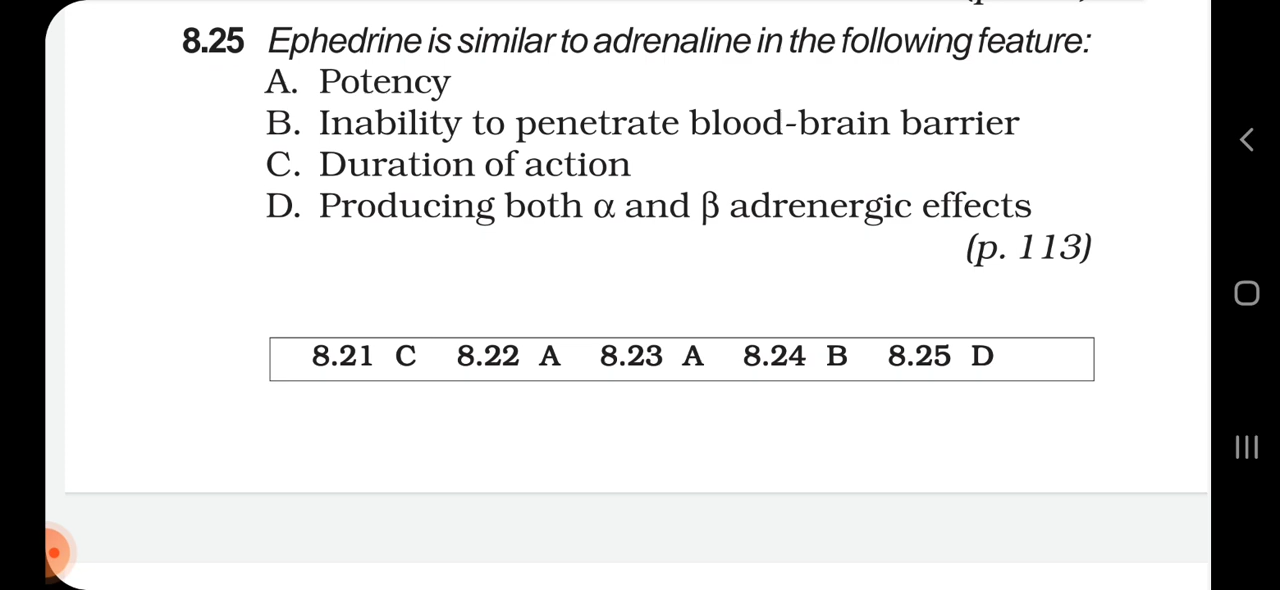 8.25 Ephedrine is similar to adrenaline in the following feature:
A. Potency
B. Inability to penetrate blood-brain barrier
C. Duration of action
D. Producing both α and β adrenergic effects
(p. 113)
8.21 C 8.22 A 8.23 A 8.24 B 8.25 D